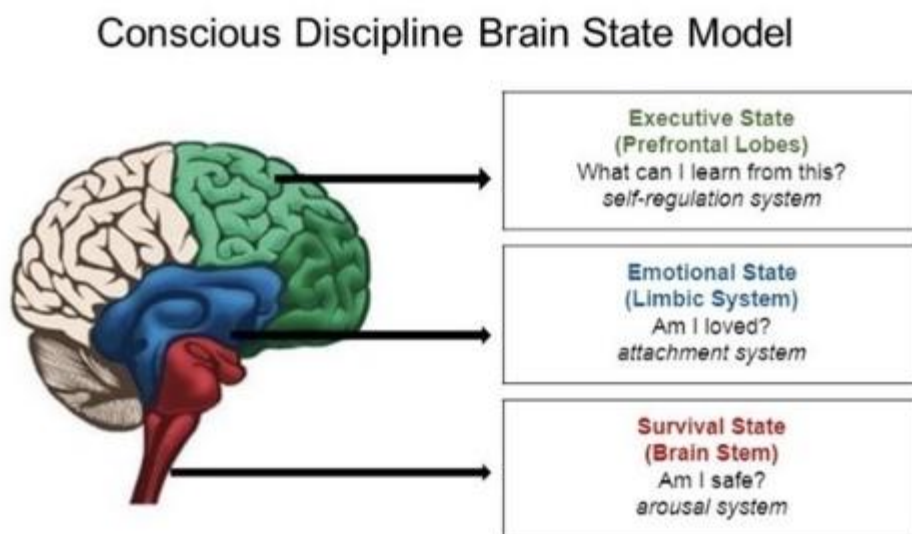 Conscious Discipline Brain State Model
Executive State
(Prefrontal Lobes)
What can I learn from this?
self-regulation system
Emotional State
(Limbic System)
Am I loved?
attachment system
Survival State
(Brain Stem)
Am I safe?
arousal system